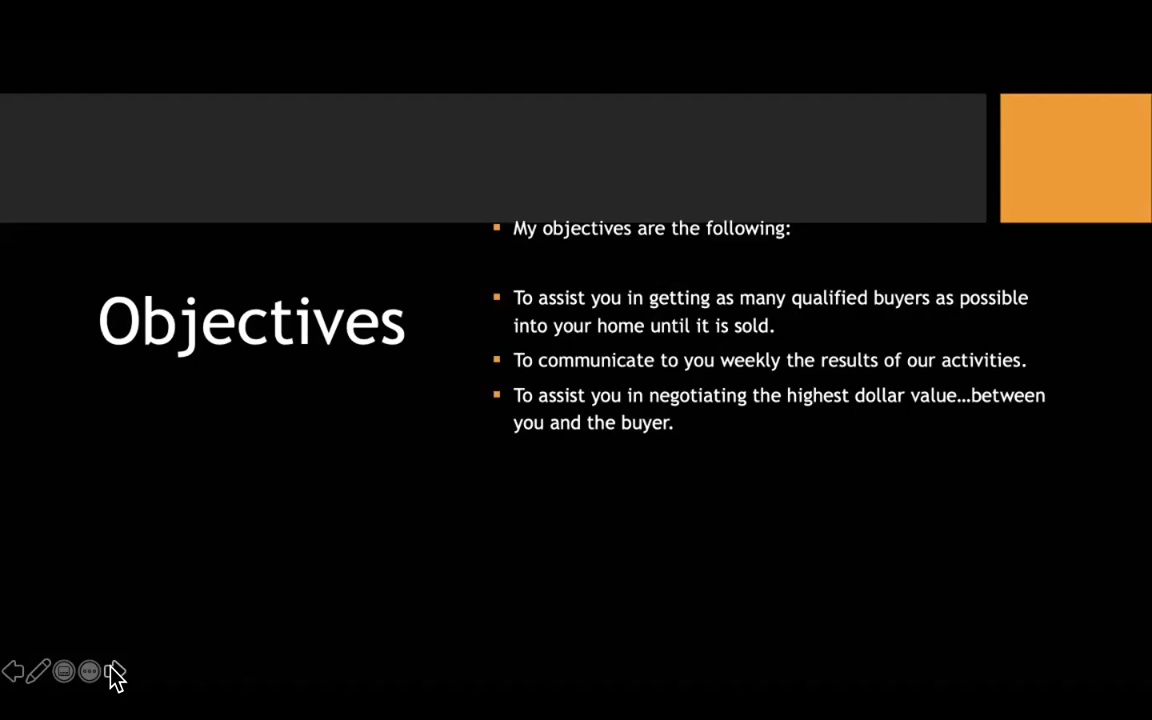 Objectives
My objectives are the following:
To assist you in getting as many qualified buyers as possible
into your home until it is sold.
To communicate to you weekly the results of our activities.
To assist you in negotiating the highest dollar value…between
you and the buyer.